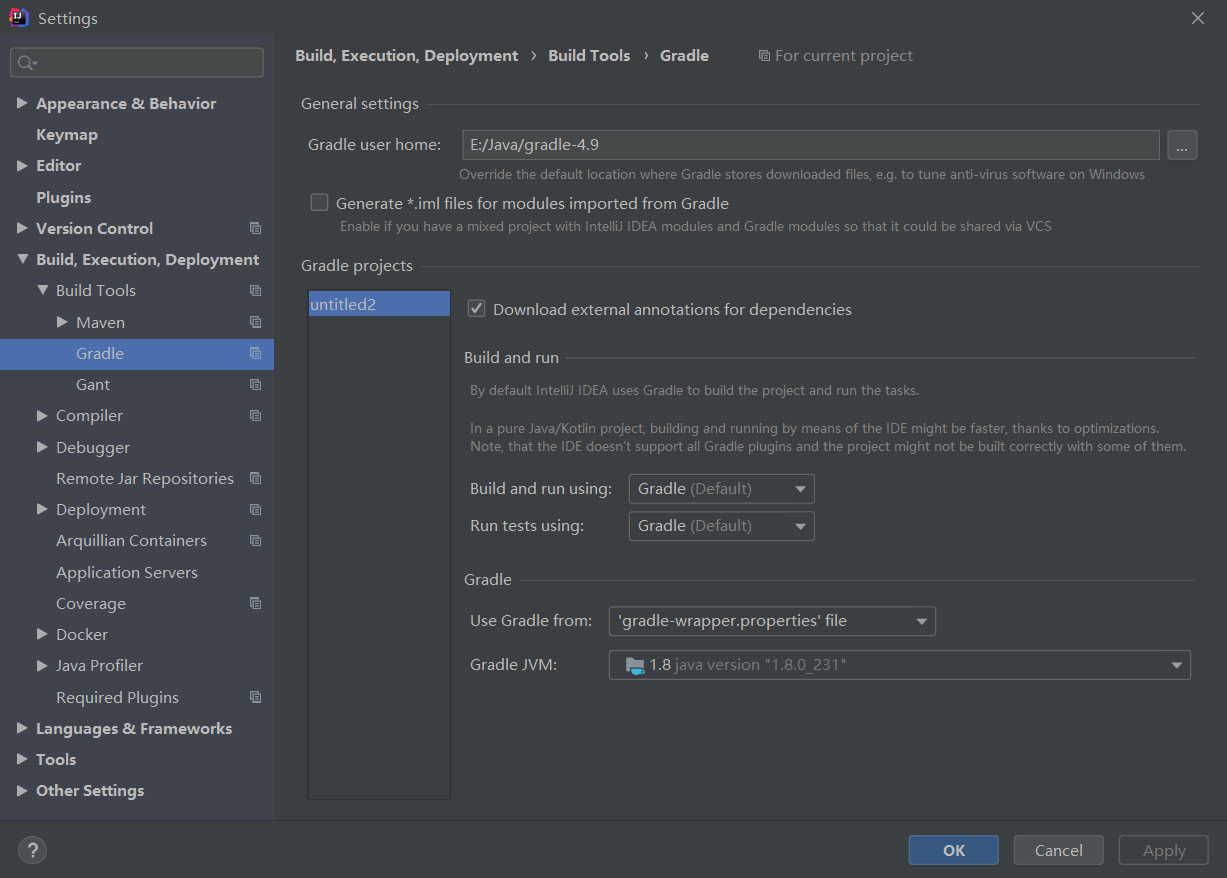 Settings
Build, Execution, Deployment › Build Tools › Gradle For current project
Appearance & Behavior
Keymap
Editor
Plugins
Version Control
Build, Execution, Deployment
Build Tools
Maven
Gradle
Gant
Compiler
Debugger
Remote Jar Repositories
Deployment
Arquillian Containers
Application Servers
Coverage
Docker
Java Profiler
Required Plugins
Languages & Frameworks
Tools
Other Settings
General settings
Gradle user home: E:/Java/gradle-4.9 ...
Override the default location where Gradle stores downloaded files, e.g. to tune anti-virus software on Windows
Generate *.iml files for modules imported from Gradle
Enable if you have a mixed project with IntelliJ IDEA modules and Gradle modules so that it could be shared via VCS
Gradle projects
untitled2
Download external annotations for dependencies
Build and run
By default IntelliJ IDEA uses Gradle to build the project and run the tasks.
In a pure Java/Kotlin project, building and running by means of the IDE might be faster, thanks to optimizations.
Note, that the IDE doesn't support all Gradle plugins and the project might not be built correctly with some of them.
Build and run using: Gradle (Default)
Run tests using: Gradle (Default)
Gradle
Use Gradle from: 'gradle-wrapper.properties' file
Gradle JVM: 1.8 java version "1.8.0_231"
? OK Cancel Apply